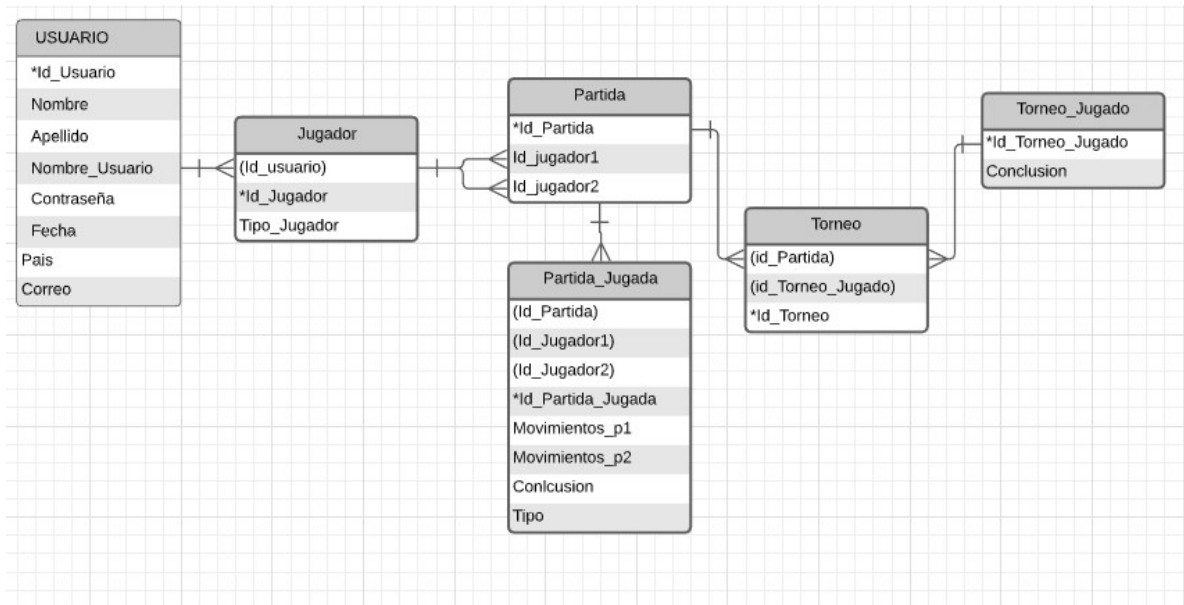 USUARIO
*Id_Usuario
Nombre
Apellido
Nombre_Usuario
Contraseña
Fecha
Pais
Correo
Jugador
(Id_usuario)
*Id_Jugador
Tipo_Jugador
Partida
*Id_Partida
Id_jugador1
Id_jugador2
Partida_Jugada
(Id_Partida)
(Id_Jugador1)
(Id_Jugador2)
*Id_Partida_Jugada
Movimientos_p1
Movimientos_p2
Conlcusion
Tipo
Torneo
(id_Partida)
(id_Torneo_Jugado)
*Id_Torneo
Torneo_Jugado
*Id_Torneo_Jugado
Conclusion